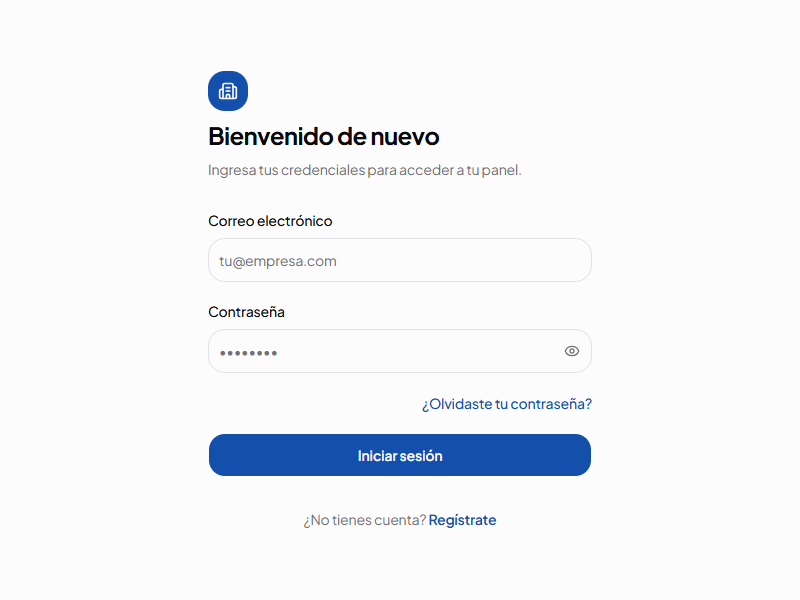 Bienvenido de nuevo
Ingresa tus credenciales para acceder a tu panel.
Correo electrónico
tu@empresa.com
Contraseña
••••••••
¿Olvidaste tu contraseña?
Iniciar sesión
¿No tienes cuenta? Regístrate